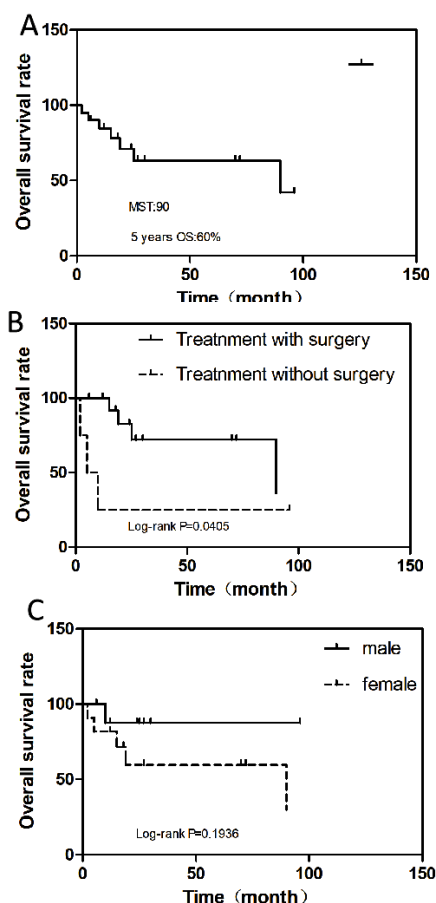 A
150
100
50
0
Overall survival rate
MST:90
5 years OS:60%
0 50 100 150
Time（month）
B
150
100
50
0
Overall survival rate
Treatnment with surgery
Treatnment without surgery
Log-rank P=0.0405
0 50 100 150
Time（month）
C
150
100
50
0
Overall survival rate
male
female
Log-rank P=0.1936
0 50 100 150
Time（month）